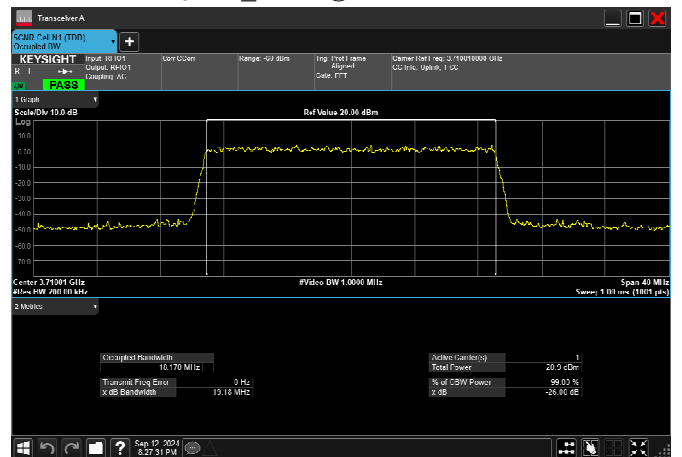 Transceiver A
5GNR Cell N1 (TDD)
Occupied BW
+
KEYSIGHT
Input: RFIO1
Output: RFIO1
Coupling: AC
Corr CCorr
Range: -60 dBm
Trig: Prdt Frame
Aligned
Gate: FFT
Carrier Ref Freq: 3.710010000 GHz
CC Info: Uplink, 1 CC
PASS
1 Graph
Scale/Div 10.0 dB
Ref Value 20.00 dBm
Log
10.0
0.00
-10.0
-20.0
-30.0
-40.0
-50.0
-60.0
-70.0
Center 3.71001 GHz
#Video BW 1.0000 MHz
Span 40 MHz
#Res BW 200.00 kHz
Sweep 1.00 ms (1001 pts)
2 Metrics
Occupied Bandwidth
18.170 MHz
Active Carrier(s) 1
Total Power 20.9 dBm
Transmit Freq Error 0 Hz
x dB Bandwidth 19.18 MHz
% of OBW Power 99.00 %
x dB -26.00 dB
?
Sep 12, 2024
8:27:31 PM